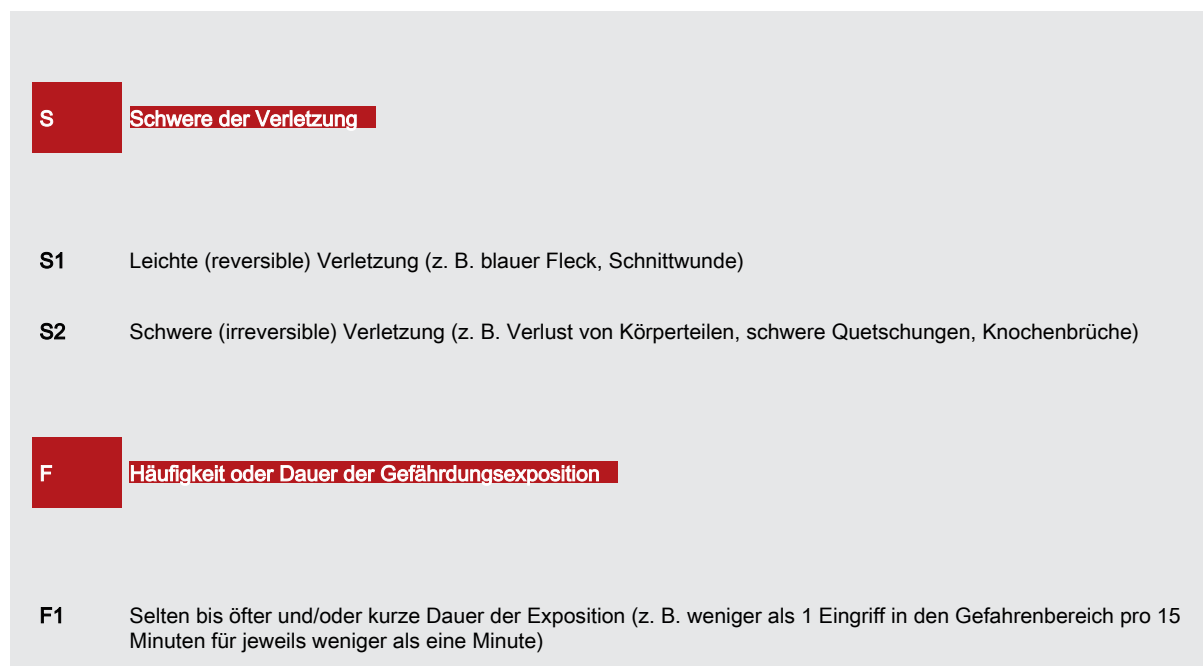 S Schwere der Verletzung
S1 Leichte (reversible) Verletzung (z. B. blauer Fleck, Schnittwunde)
S2 Schwere (irreversible) Verletzung (z. B. Verlust von Körperteilen, schwere Quetschungen, Knochenbrüche)
F Häufigkeit oder Dauer der Gefährdungsexposition
F1 Selten bis öfter und/oder kurze Dauer der Exposition (z. B. weniger als 1 Eingriff in den Gefahrenbereich pro 15
Minuten für jeweils weniger als eine Minute)